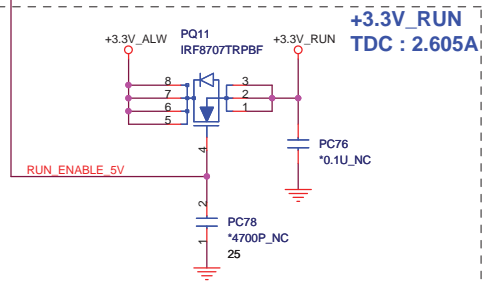 +3.3V_RUN
TDC : 2.605A
+3.3V_ALW
PQ11
IRF8707TRPBF
+3.3V_RUN
8
7
6
5
3
2
1
4
PC76
*0.1U_NC
RUN_ENABLE_5V
2
1
PC78
*4700P_NC
25